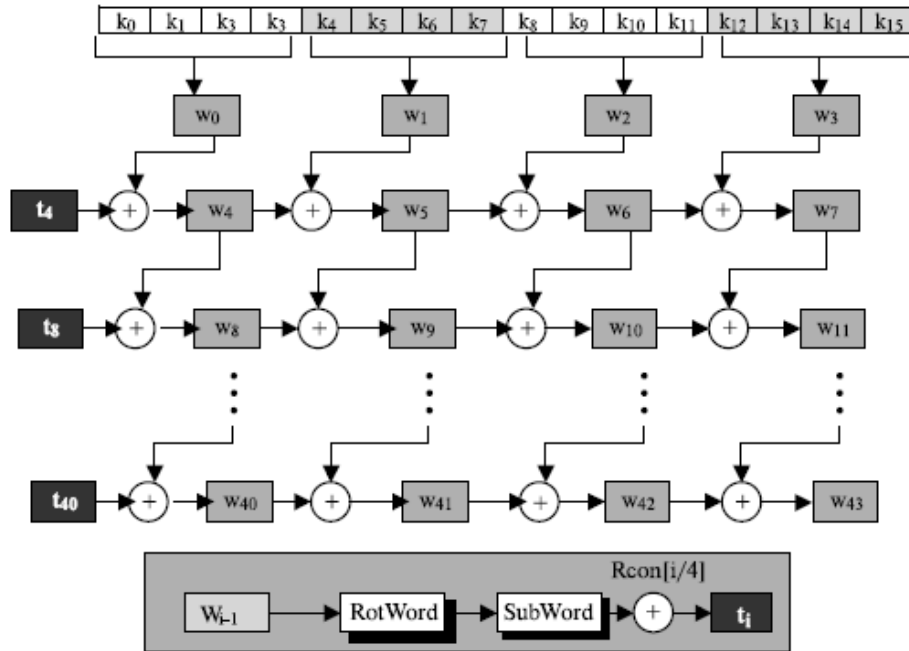 k₀ k₁ k₃ k₃ k₄ k₅ k₆ k₇ k₈ k₉ k₁₀ k₁₁ k₁₂ k₁₃ k₁₄ k₁₅
w₀ w₁ w₂ w₃
t₄ + w₄ + w₅ + w₆ + w₇
t₈ + w₈ + w₉ + w₁₀ + w₁₁
t₄₀ + w₄₀ + w₄₁ + w₄₂ + w₄₃
Rcon[i/4]
Wᵢ₋₁ RotWord SubWord + tᵢ